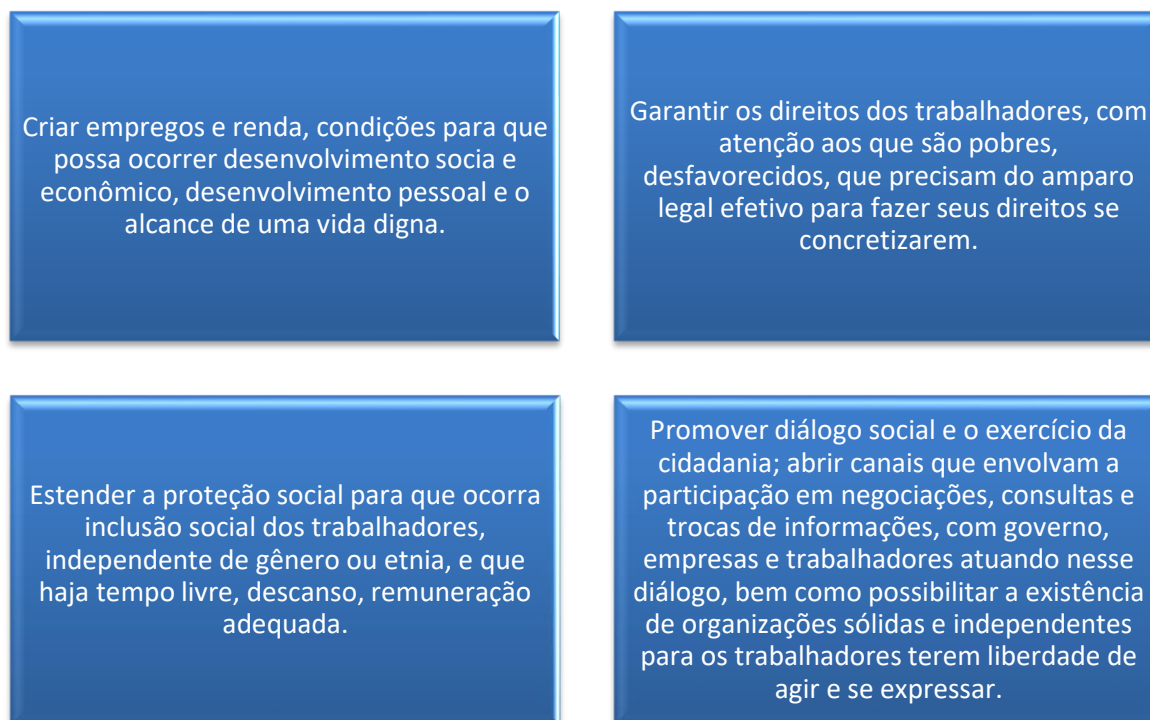 Criar empregos e renda, condições para que
possa ocorrer desenvolvimento socia e
econômico, desenvolvimento pessoal e o
alcance de uma vida digna.
Garantir os direitos dos trabalhadores, com
atenção aos que são pobres,
desfavorecidos, que precisam do amparo
legal efetivo para fazer seus direitos se
concretizarem.
Estender a proteção social para que ocorra
inclusão social dos trabalhadores,
independente de gênero ou etnia, e que
haja tempo livre, descanso, remuneração
adequada.
Promover diálogo social e o exercício da
cidadania; abrir canais que envolvam a
participação em negociações, consultas e
trocas de informações, com governo,
empresas e trabalhadores atuando nesse
diálogo, bem como possibilitar a existência
de organizações sólidas e independentes
para os trabalhadores terem liberdade de
agir e se expressar.